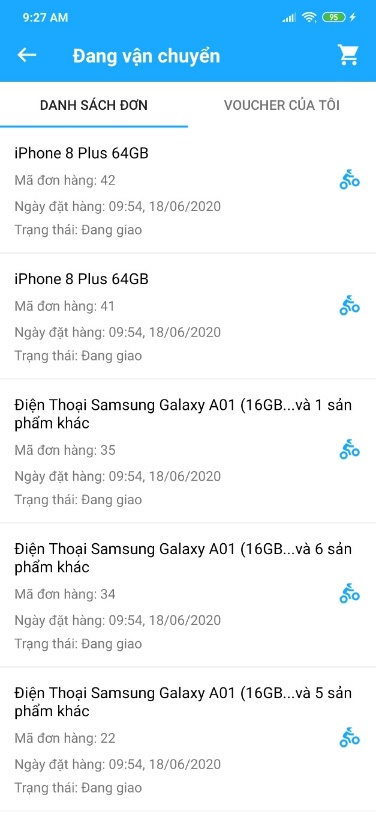 9:27 AM
95
Đang vận chuyển
DANH SÁCH ĐƠN
VOUCHER CỦA TÔI
iPhone 8 Plus 64GB
Mã đơn hàng: 42
Ngày đặt hàng: 09:54, 18/06/2020
Trạng thái: Đang giao
iPhone 8 Plus 64GB
Mã đơn hàng: 41
Ngày đặt hàng: 09:54, 18/06/2020
Trạng thái: Đang giao
Điện Thoại Samsung Galaxy A01 (16GB...và 1 sản
phẩm khác
Mã đơn hàng: 35
Ngày đặt hàng: 09:54, 18/06/2020
Trạng thái: Đang giao
Điện Thoại Samsung Galaxy A01 (16GB...và 6 sản
phẩm khác
Mã đơn hàng: 34
Ngày đặt hàng: 09:54, 18/06/2020
Trạng thái: Đang giao
Điện Thoại Samsung Galaxy A01 (16GB...và 5 sản
phẩm khác
Mã đơn hàng: 22
Ngày đặt hàng: 09:54, 18/06/2020
Trạng thái: Đang giao